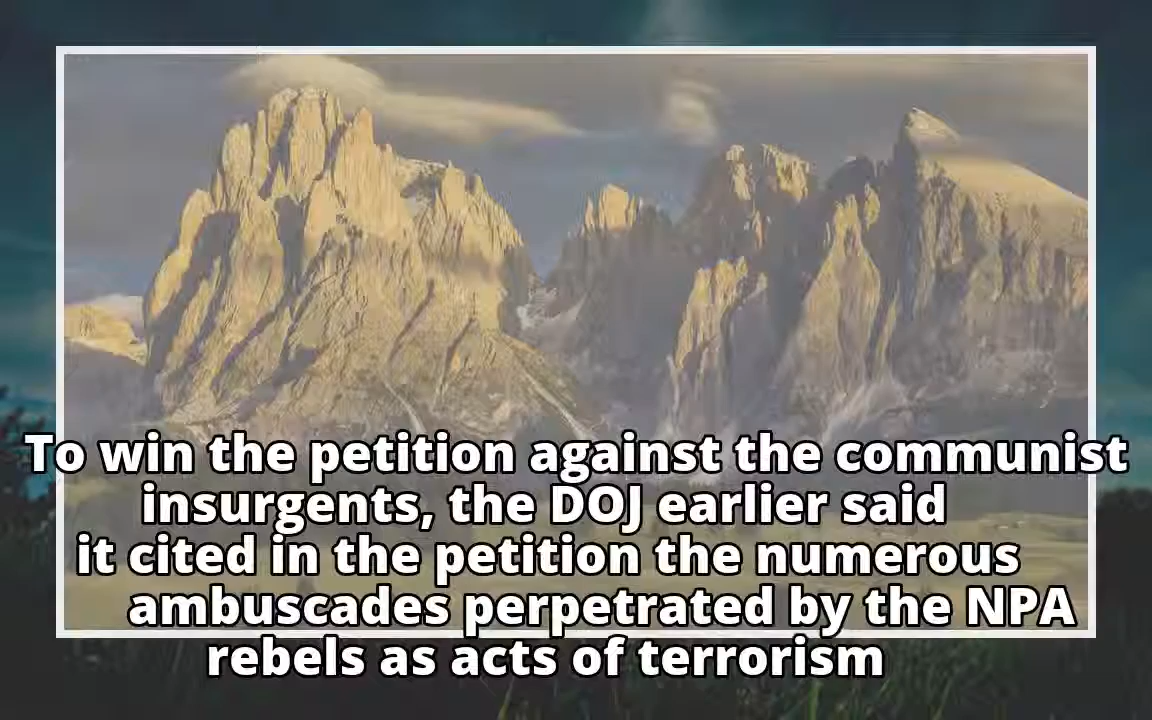 To win the petition against the communist
insurgents, the DOJ earlier said
it cited in the petition the numerous
ambuscades perpetrated by the NPA
rebels as acts of terrorism